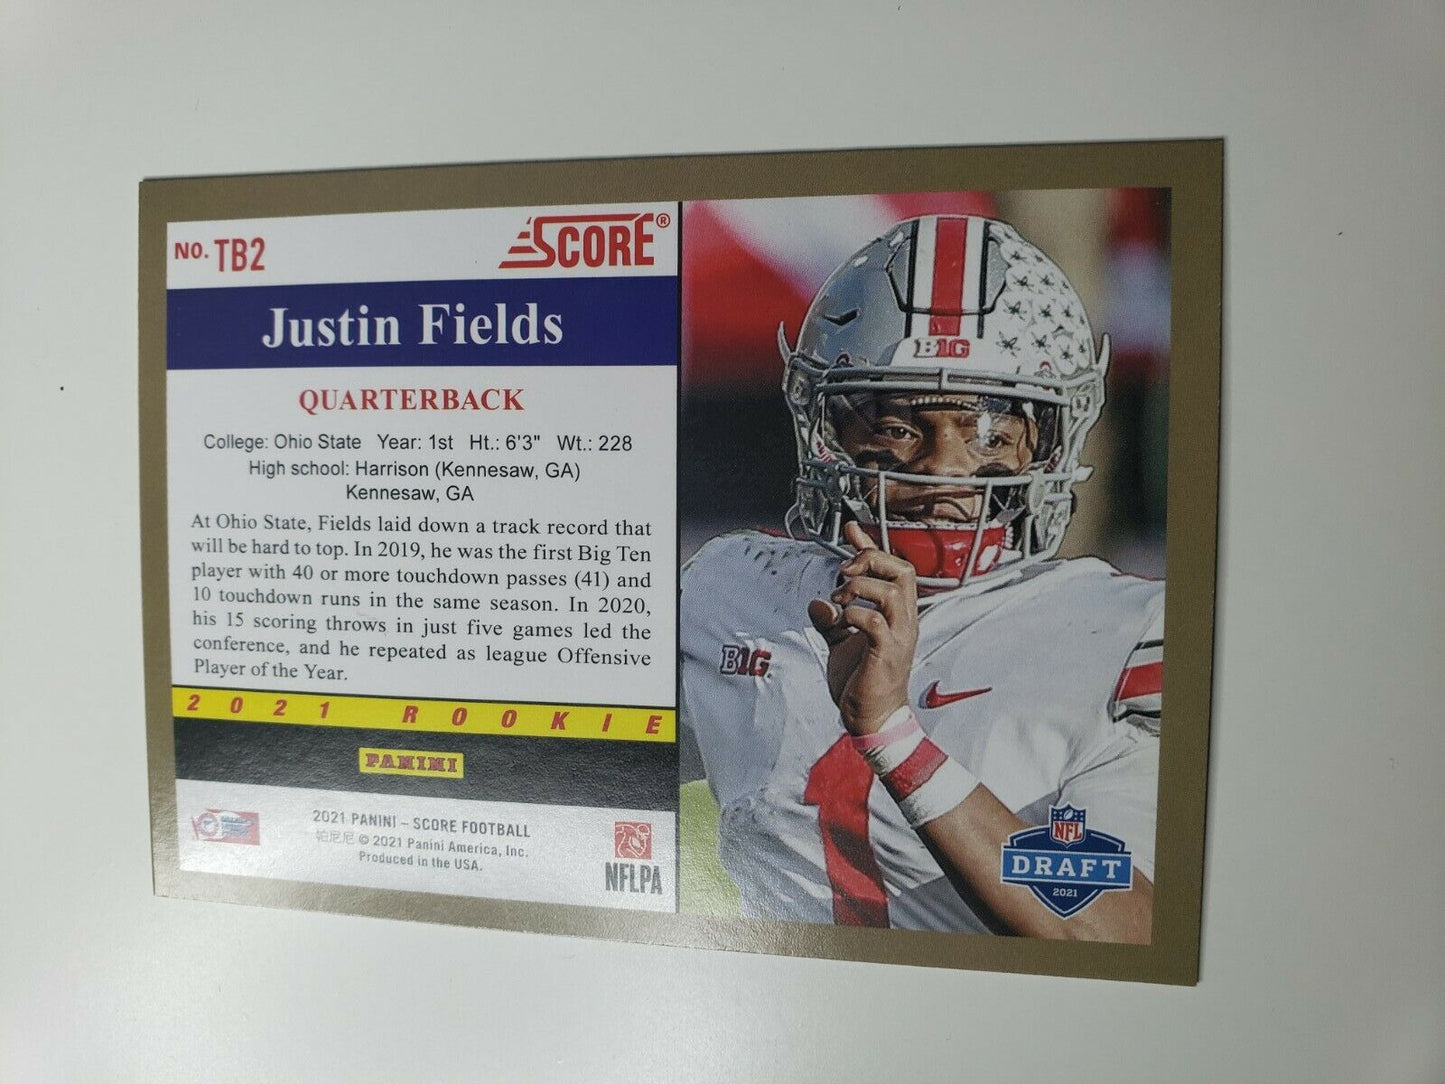 No. TB2
SCORE®
Justin Fields
QUARTERBACK
College: Ohio State Year: 1st Ht.: 6'3" Wt.: 228
High school: Harrison (Kennesaw, GA)
Kennesaw, GA
At Ohio State, Fields laid down a track record that
will be hard to top. In 2019, he was the first Big Ten
player with 40 or more touchdown passes (41) and
10 touchdown runs in the same season. In 2020,
his 15 scoring throws in just five games led the
conference, and he repeated as league Offensive
Player of the Year.
2021 ROOKIE
PANINI
2021 PANINI – SCORE FOOTBALL
帕尼尼 © 2021 Panini America, Inc.
Produced in the USA.
NFLPA
B1G
B1G
1
NFL
DRAFT
2021